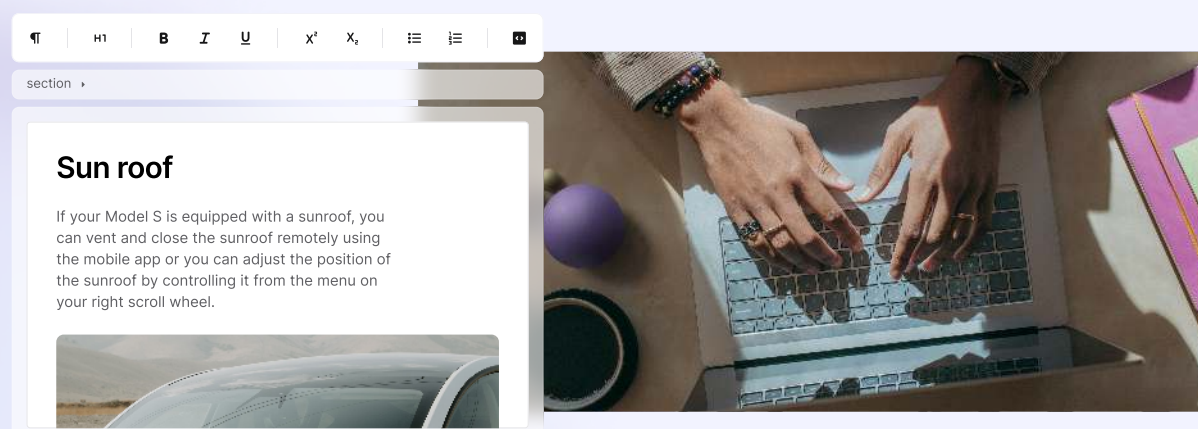 ¶ H1 B I U X² X₂
section
Sun roof
If your Model S is equipped with a sunroof, you
can vent and close the sunroof remotely using
the mobile app or you can adjust the position of
the sunroof by controlling it from the menu on
your right scroll wheel.